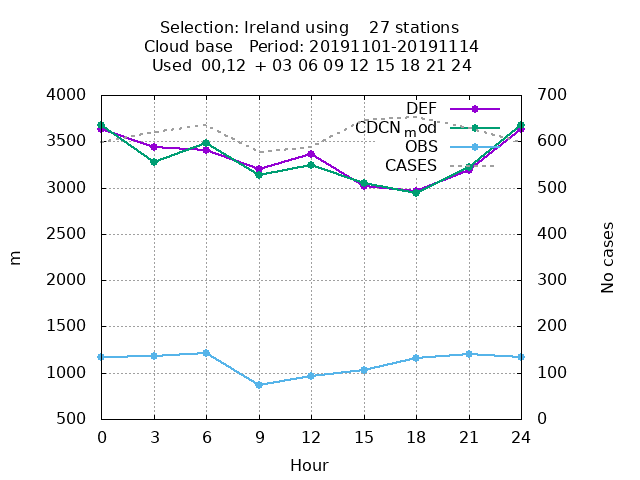 Selection: Ireland using    27 stations
Cloud base   Period: 20191101-20191114
Used  00,12  + 03 06 09 12 15 18 21 24
4000
3500
3000
2500
2000
1500
1000
500
m
700
600
500
400
300
200
100
0
No cases
DEF
CDCN_mod
OBS
CASES
0 3 6 9 12 15 18 21 24
Hour